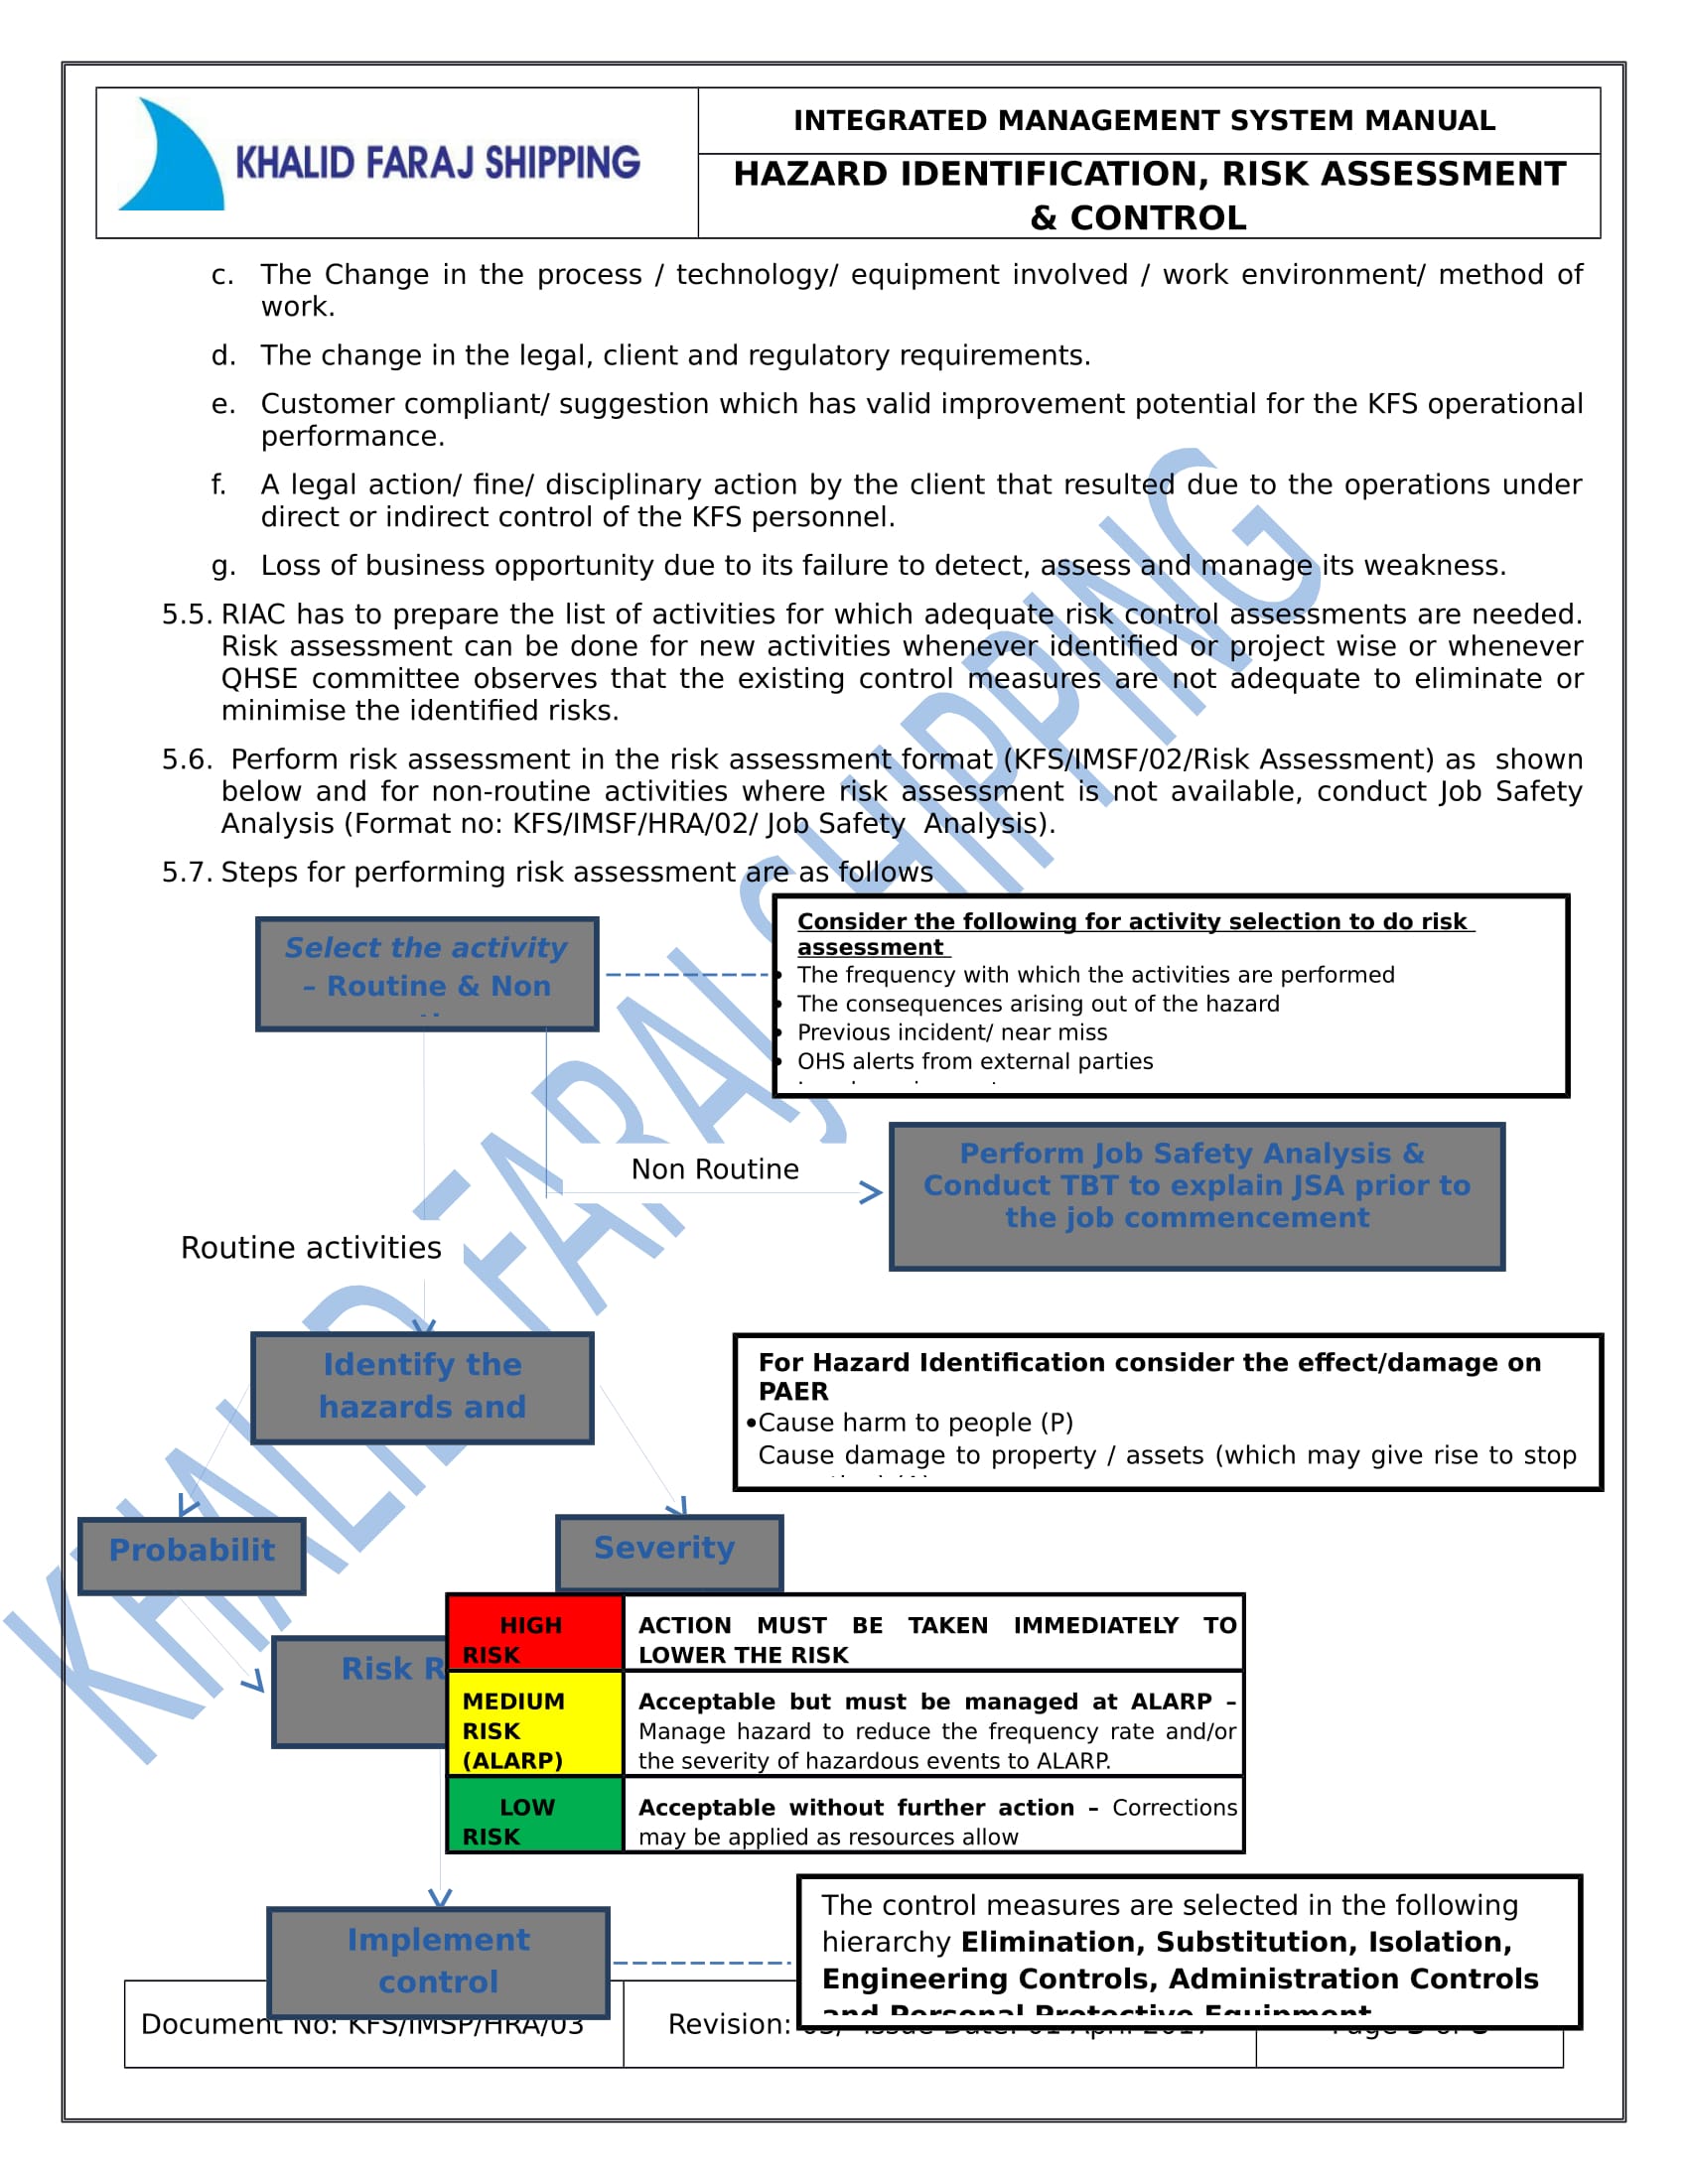 KHALID FARAJ SHIPPING
INTEGRATED MANAGEMENT SYSTEM MANUAL
HAZARD IDENTIFICATION, RISK ASSESSMENT
& CONTROL
c. The Change in the process / technology/ equipment involved / work environment/ method of
work.
d. The change in the legal, client and regulatory requirements.
e. Customer compliant/ suggestion which has valid improvement potential for the KFS operational
performance.
f. A legal action/ fine/ disciplinary action by the client that resulted due to the operations under
direct or indirect control of the KFS personnel.
g. Loss of business opportunity due to its failure to detect, assess and manage its weakness.
5.5. RIAC has to prepare the list of activities for which adequate risk control assessments are needed.
Risk assessment can be done for new activities whenever identified or project wise or whenever
QHSE committee observes that the existing control measures are not adequate to eliminate or
minimise the identified risks.
5.6. Perform risk assessment in the risk assessment format (KFS/IMSF/02/Risk Assessment) as shown
below and for non-routine activities where risk assessment is not available, conduct Job Safety
Analysis (Format no: KFS/IMSF/HRA/02/ Job Safety Analysis).
5.7. Steps for performing risk assessment are as follows
Select the activity
– Routine & Non
Consider the following for activity selection to do risk
assessment
• The frequency with which the activities are performed
• The consequences arising out of the hazard
• Previous incident/ near miss
• OHS alerts from external parties
Non Routine
Perform Job Safety Analysis &
Conduct TBT to explain JSA prior to
the job commencement
Routine activities
Identify the
hazards and
For Hazard Identification consider the effect/damage on
PAER
•Cause harm to people (P)
Cause damage to property / assets (which may give rise to stop
Probabilit
Severity
Risk R
HIGH
RISK
ACTION MUST BE TAKEN IMMEDIATELY TO
LOWER THE RISK
MEDIUM
RISK
(ALARP)
Acceptable but must be managed at ALARP –
Manage hazard to reduce the frequency rate and/or
the severity of hazardous events to ALARP.
LOW
RISK
Acceptable without further action – Corrections
may be applied as resources allow
Implement
control
The control measures are selected in the following
hierarchy Elimination, Substitution, Isolation,
Engineering Controls, Administration Controls
and Personal Protective Equipment
Document No: KFS/IMSP/HRA/03
Revision: 03/ Issue Date: 01 April 2017
Page of
KHALID FARAJ SHIPPING